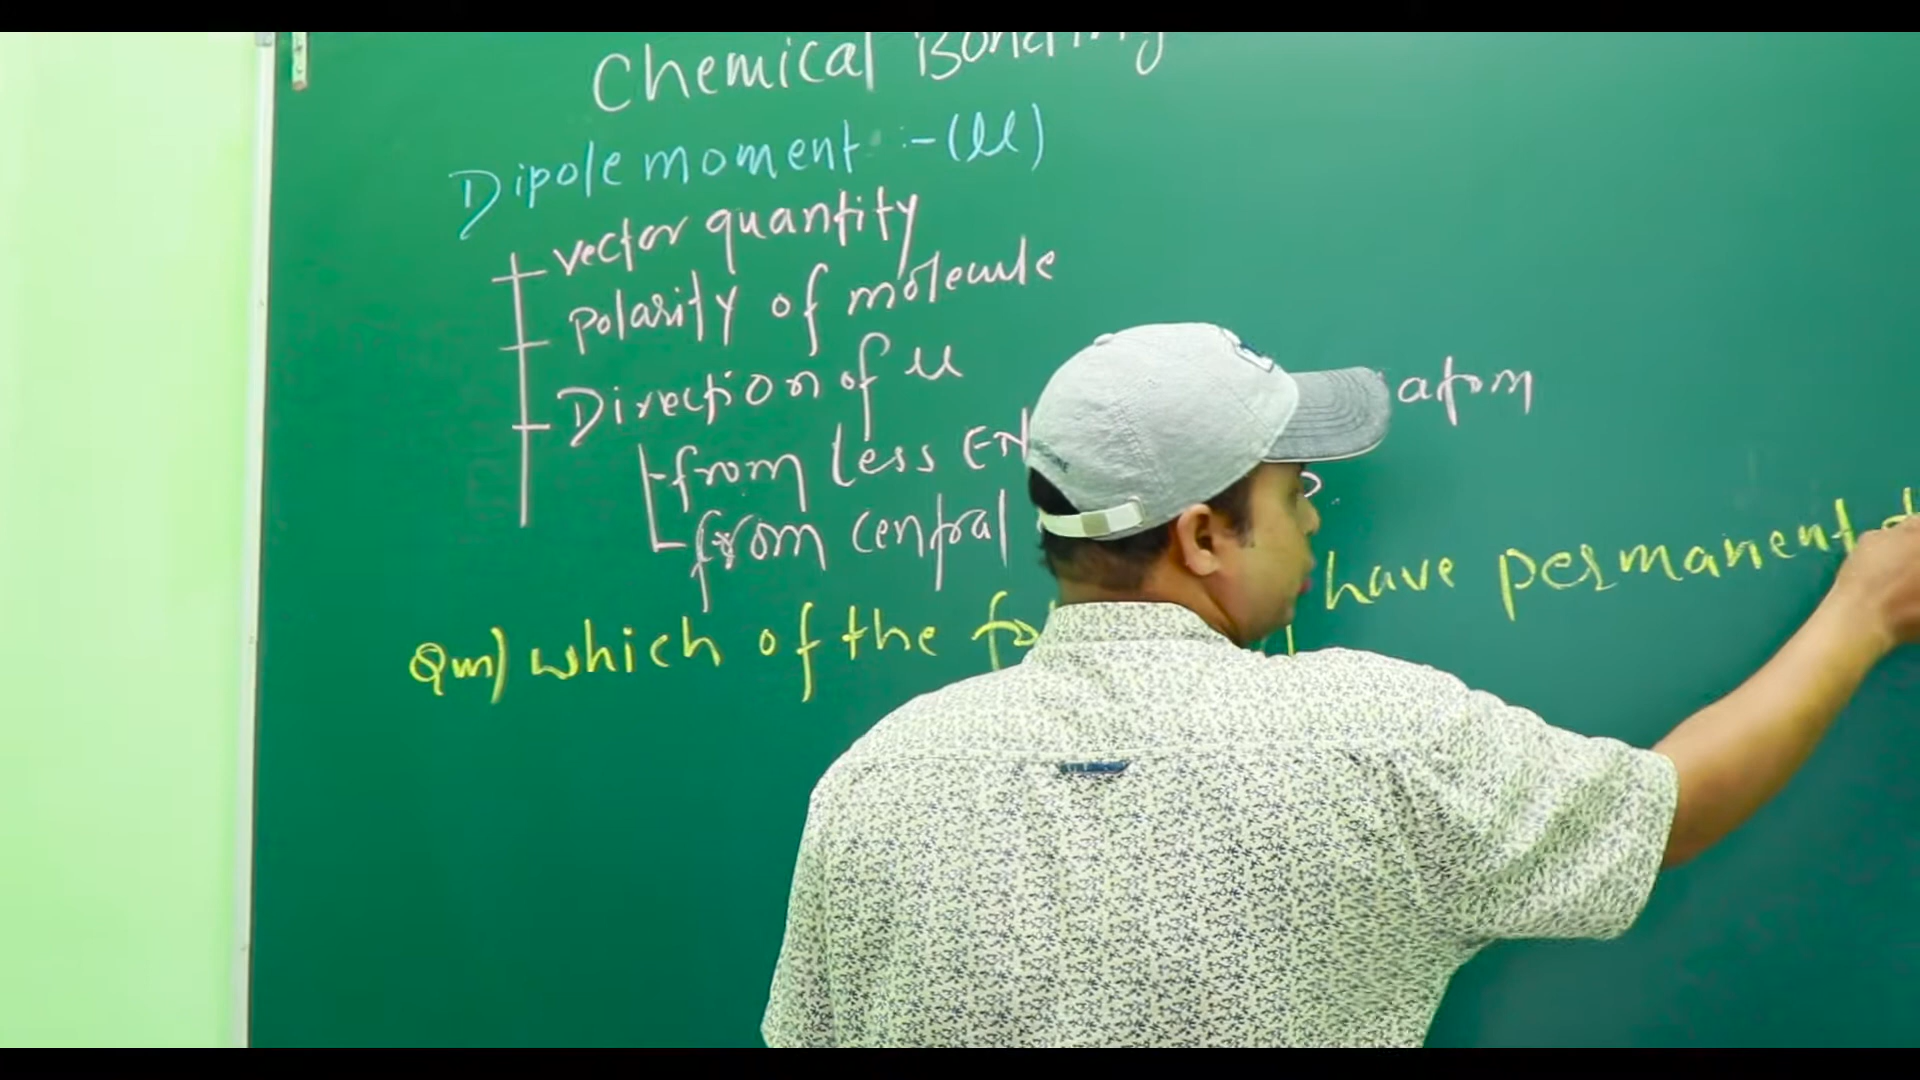 Chemical Bonding
Dipole moment :- (μ)
vector quantity
polarity of molecule
Direction of μ
from less EN atom
from central
Qm) which of the have permanent